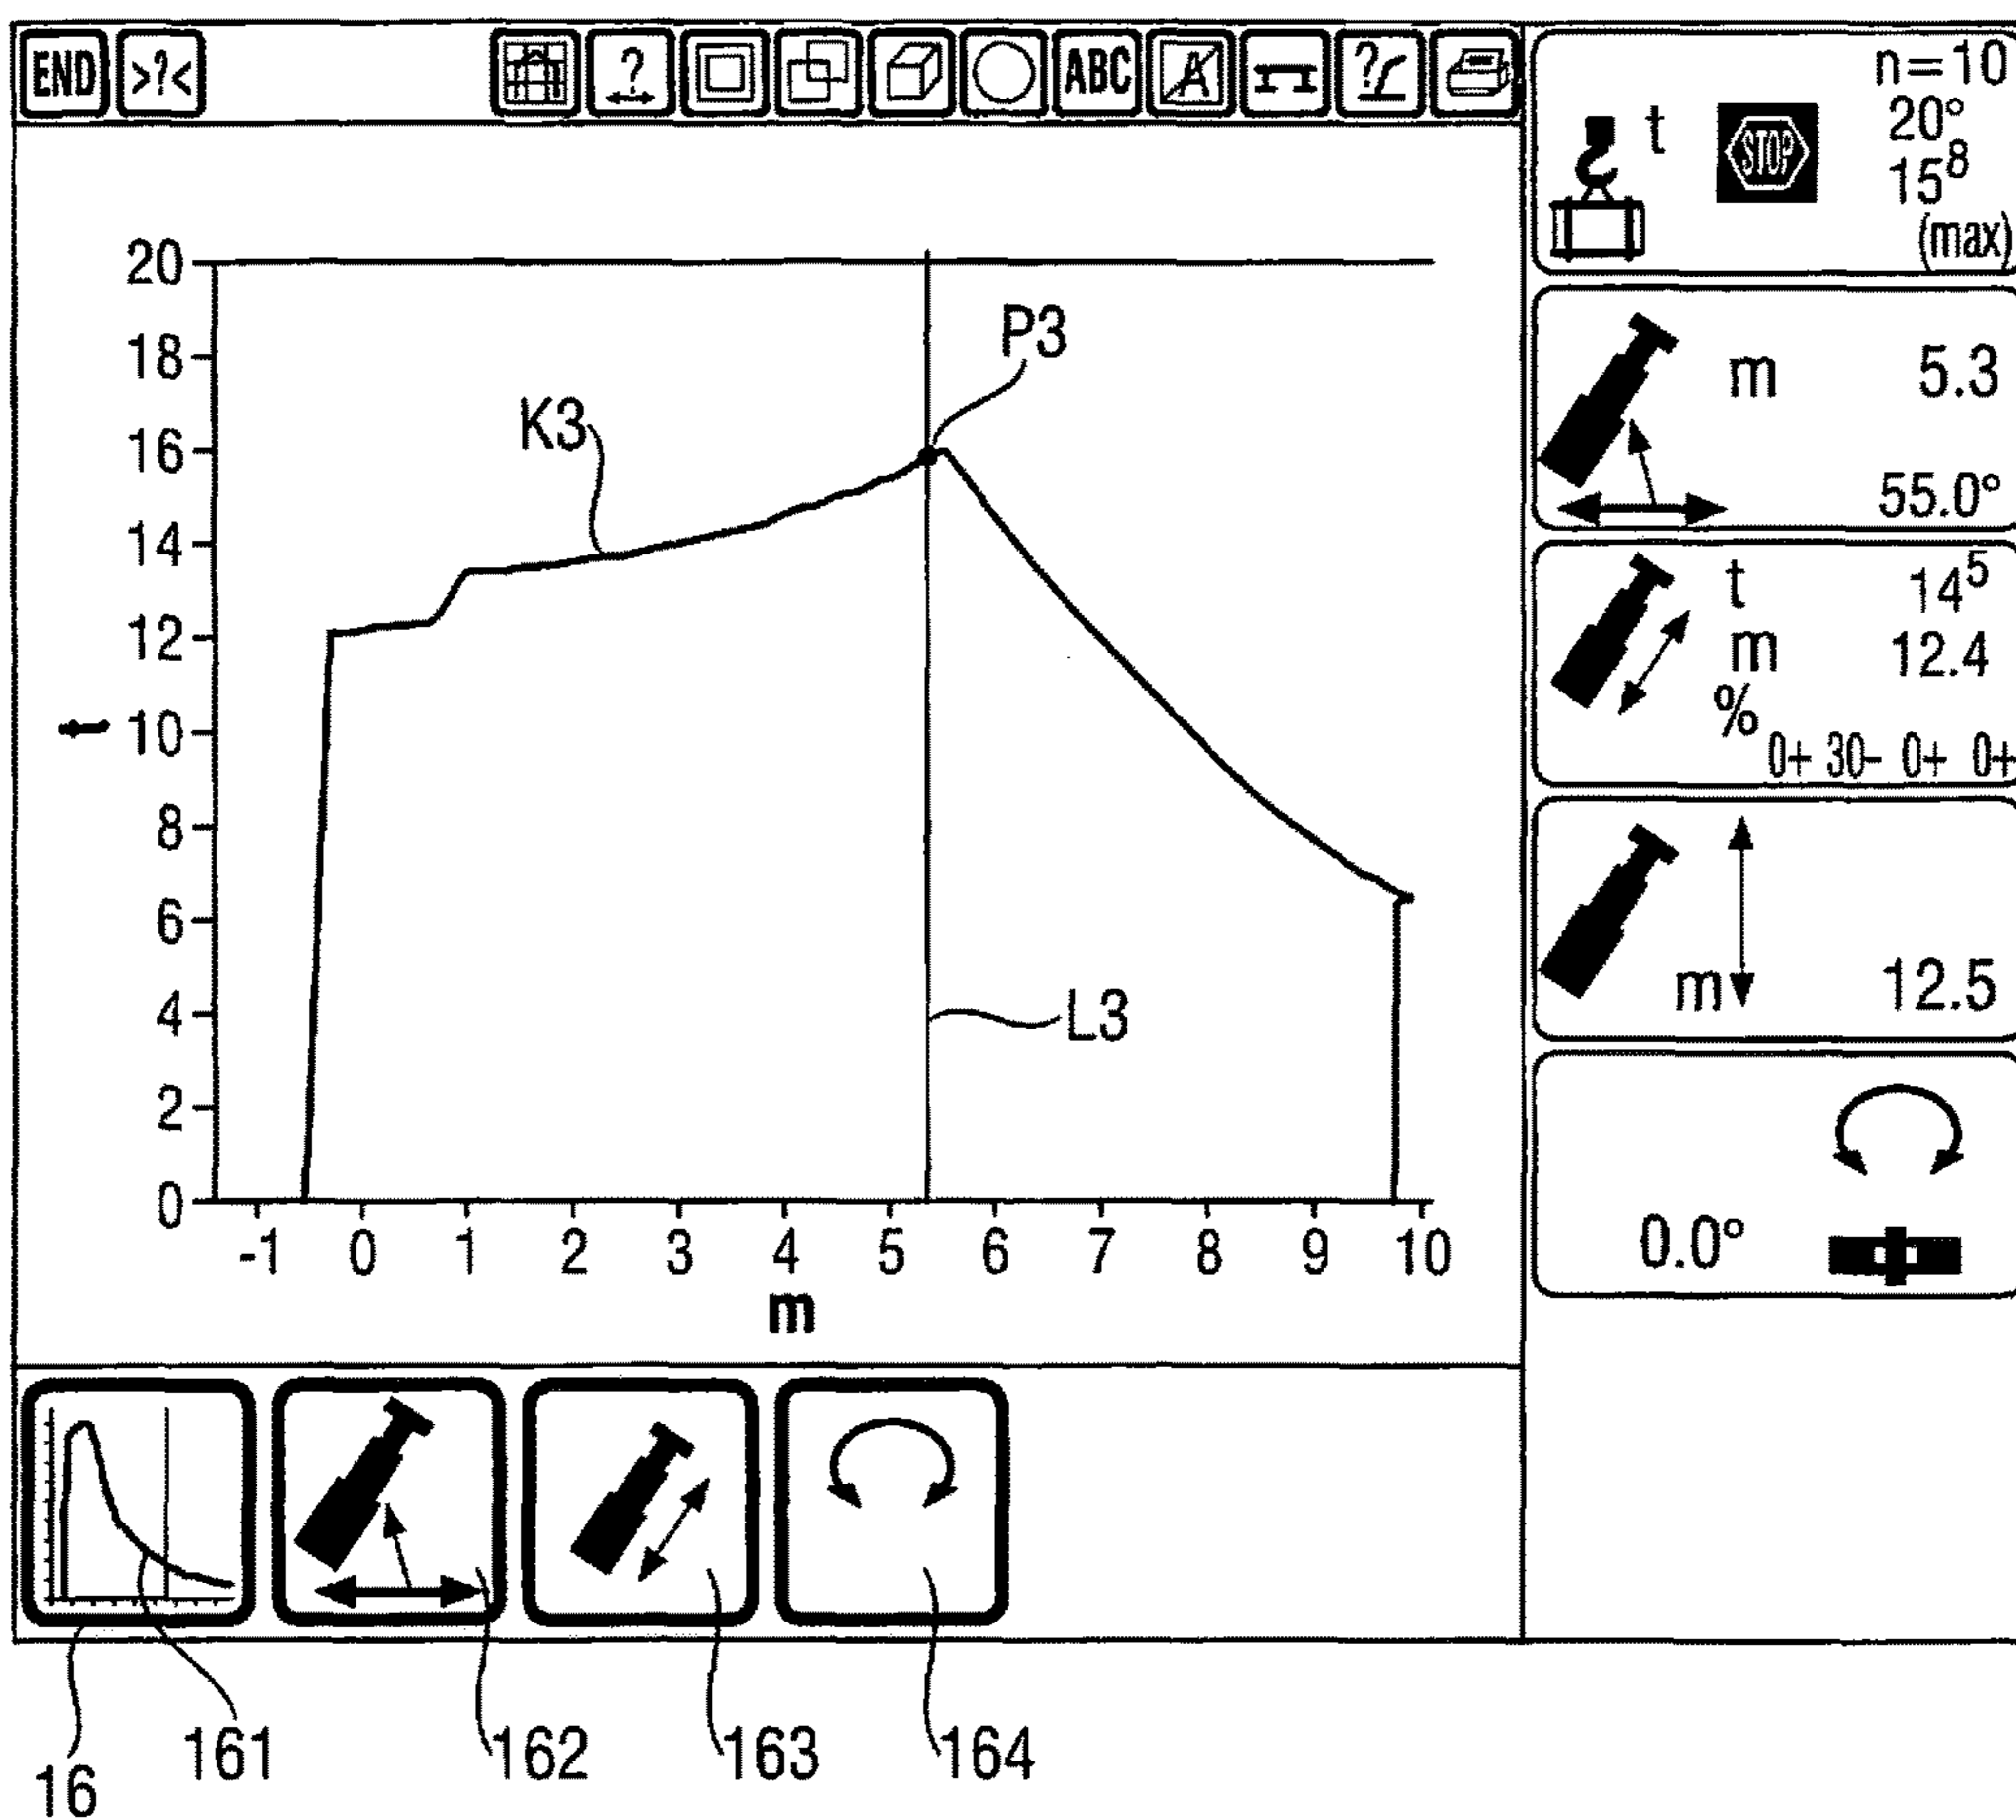 END >?< ? ABC A ?
n=10
t STOP 20°
15⁸
(max)
m 5.3
55.0°
t 14⁵
m 12.4
%
0+ 30- 0+ 0+
m 12.5
0.0°
20
18
16
14
12
10
8
6
4
2
0
t
P3
K3
L3
-1 0 1 2 3 4 5 6 7 8 9 10
m
16 161 162 163 164